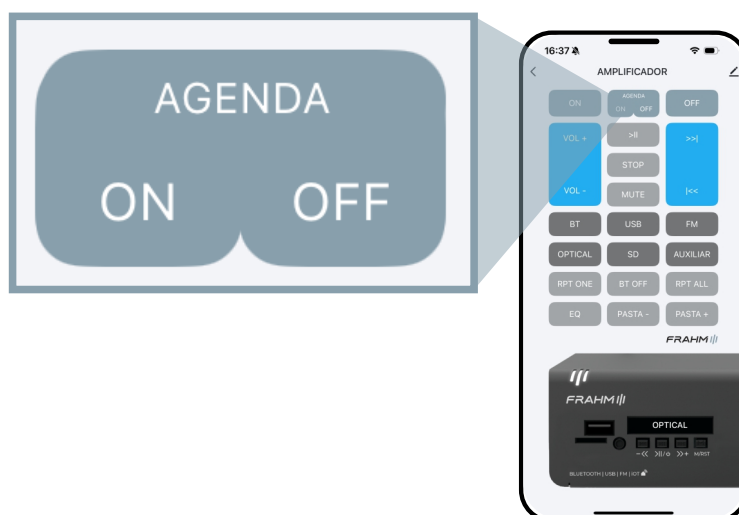 AGENDA
ON OFF
16:37
AMPLIFICADOR
ON AGENDA ON OFF OFF
VOL + >II >>|
STOP
VOL - MUTE |<<
BT USB FM
OPTICAL SD AUXILIAR
RPT ONE BT OFF RPT ALL
EQ PASTA - PASTA +
FRAHM
FRAHM
OPTICAL
-<< >II/⏻ >>+ M/RST
BLUETOOTH | USB | FM | IOT